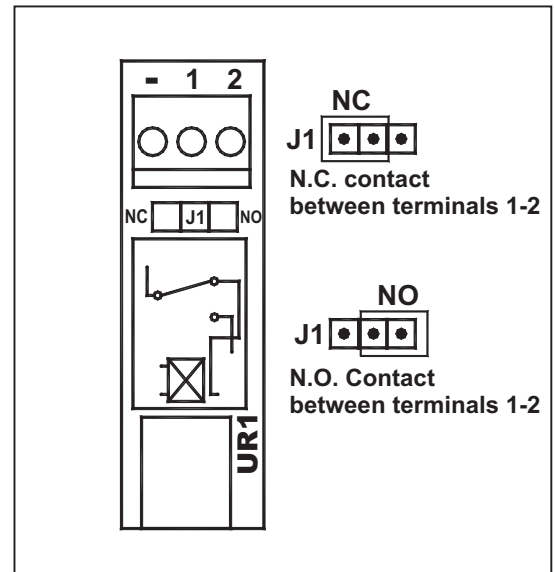 - 1 2
NC J1 NO
UR1
NC
J1
N.C. contact
between terminals 1-2
NO
J1
N.O. Contact
between terminals 1-2